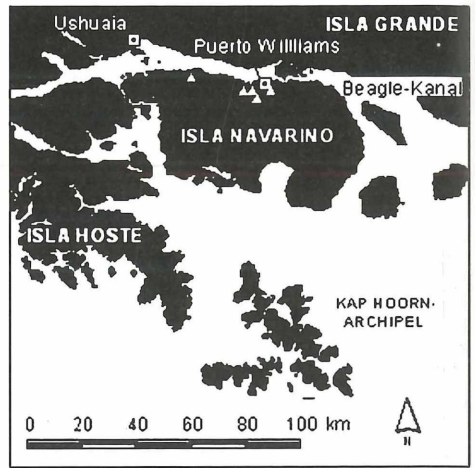 ISLA GRANDE
Ushuaia
Puerto Willliams
Beagle-Kanal
ISLA NAVARINO
ISLA HOSTE
KAP HOORN-
ARCHIPEL
0 20 40 60 80 100 km
N